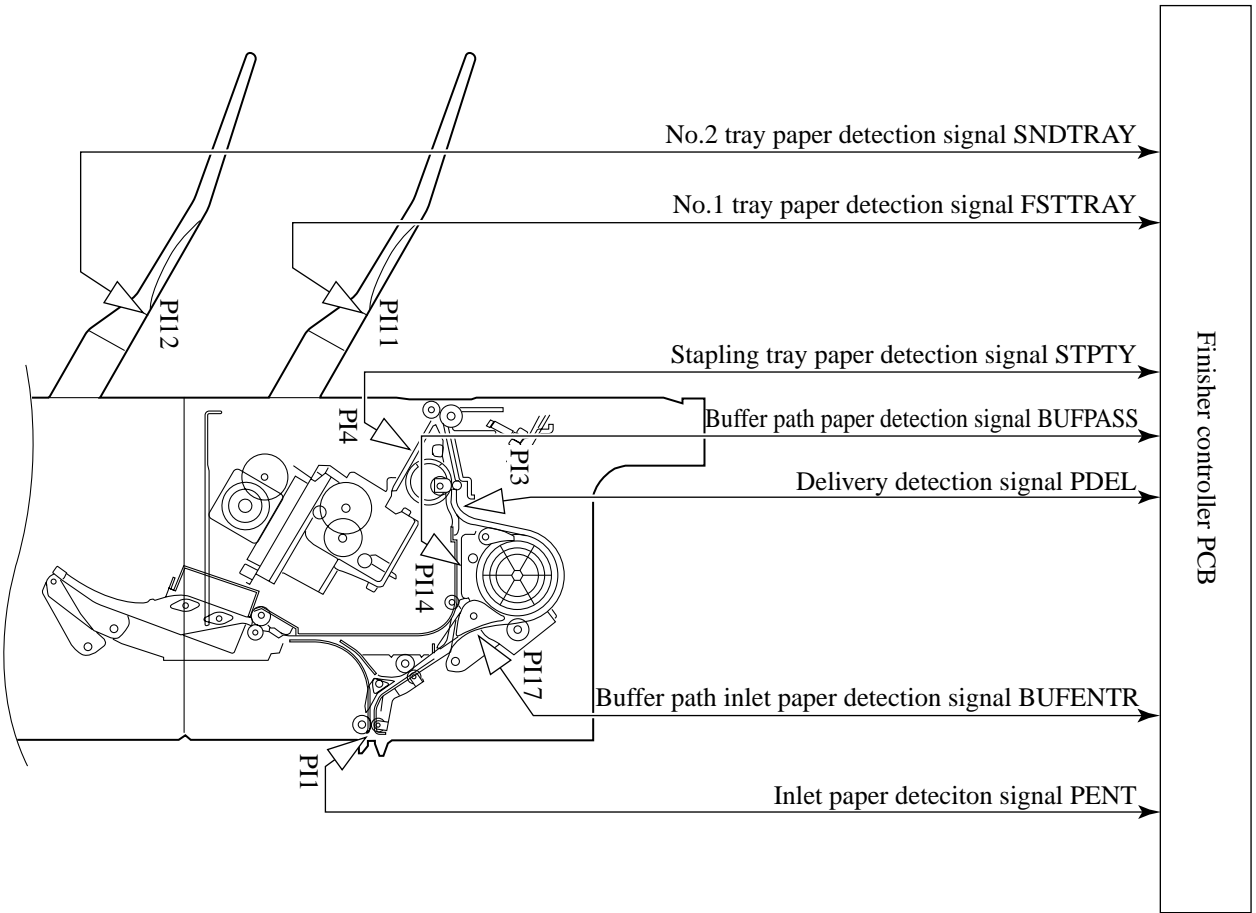 No.2 tray paper detection signal SNDTRAY
No.1 tray paper detection signal FSTTRAY
PI12
PI11
Stapling tray paper detection signal STPTY
Buffer path paper detection signal BUFPASS
PI4
PI3
Delivery detection signal PDEL
Finisher controller PCB
PI14
PI17
Buffer path inlet paper detection signal BUFENTR
PI1
Inlet paper deteciton signal PENT